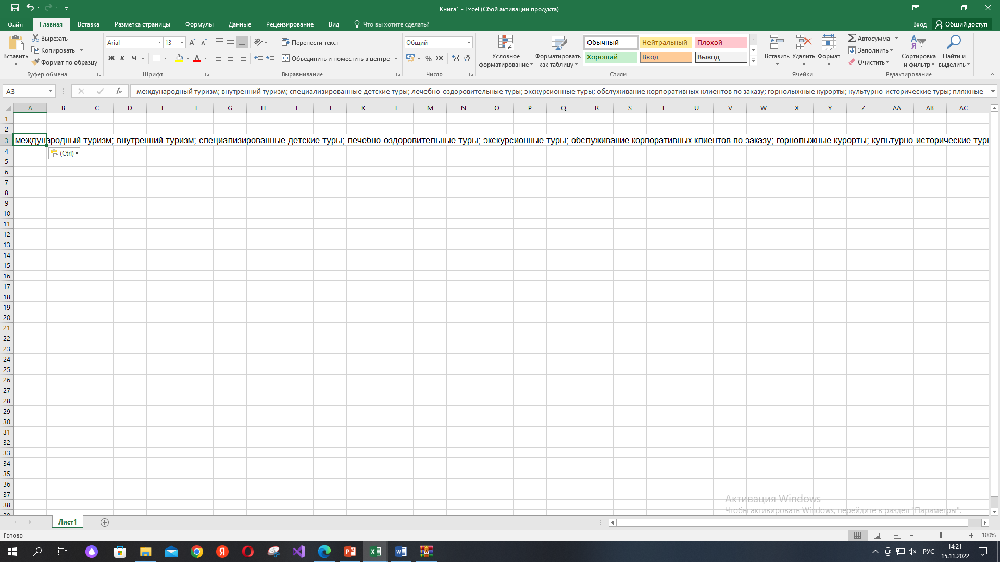 Книга1 - Excel (Сбой активации продукта)
Файл Главная Вставка Разметка страницы Формулы Данные Рецензирование Вид Что вы хотите сделать? Вход Общий доступ
Вставить Вырезать Копировать Формат по образцу
Буфер обмена
Arial 13
Ж К Ч
Шрифт
Перенести текст
Объединить и поместить в центре
Выравнивание
Общий
% 000
Число
Условное форматирование
Форматировать как таблицу
Обычный Нейтральный Плохой
Хороший Ввод Вывод
Стили
Вставить Удалить Формат
Ячейки
Автосумма
Заполнить
Очистить
Сортировка и фильтр
Найти и выделить
Редактирование
A3 fx международный туризм; внутренний туризм; специализированные детские туры; лечебно-оздоровительные туры; экскурсионные туры; обслуживание корпоративных клиентов по заказу; горнолыжные курорты; культурно-исторические туры; пляжные
A B C D E F G H I J K L M N O P Q R S T U V W X Y Z AA AB AC
1
2
3 международный туризм; внутренний туризм; специализированные детские туры; лечебно-оздоровительные туры; экскурсионные туры; обслуживание корпоративных клиентов по заказу; горнолыжные курорты; культурно-исторические
4 (Ctrl)
5
6
7
8
9
10
11
12
13
14
15
16
17
18
19
20
21
22
23
24
25
26
27
28
29
30
31
32
33
34
35
36
37
38
Активация Windows
Чтобы активировать Windows, перейдите в раздел "Параметры".
Лист1
Готово 100%
РУС 14:21
15.11.2022